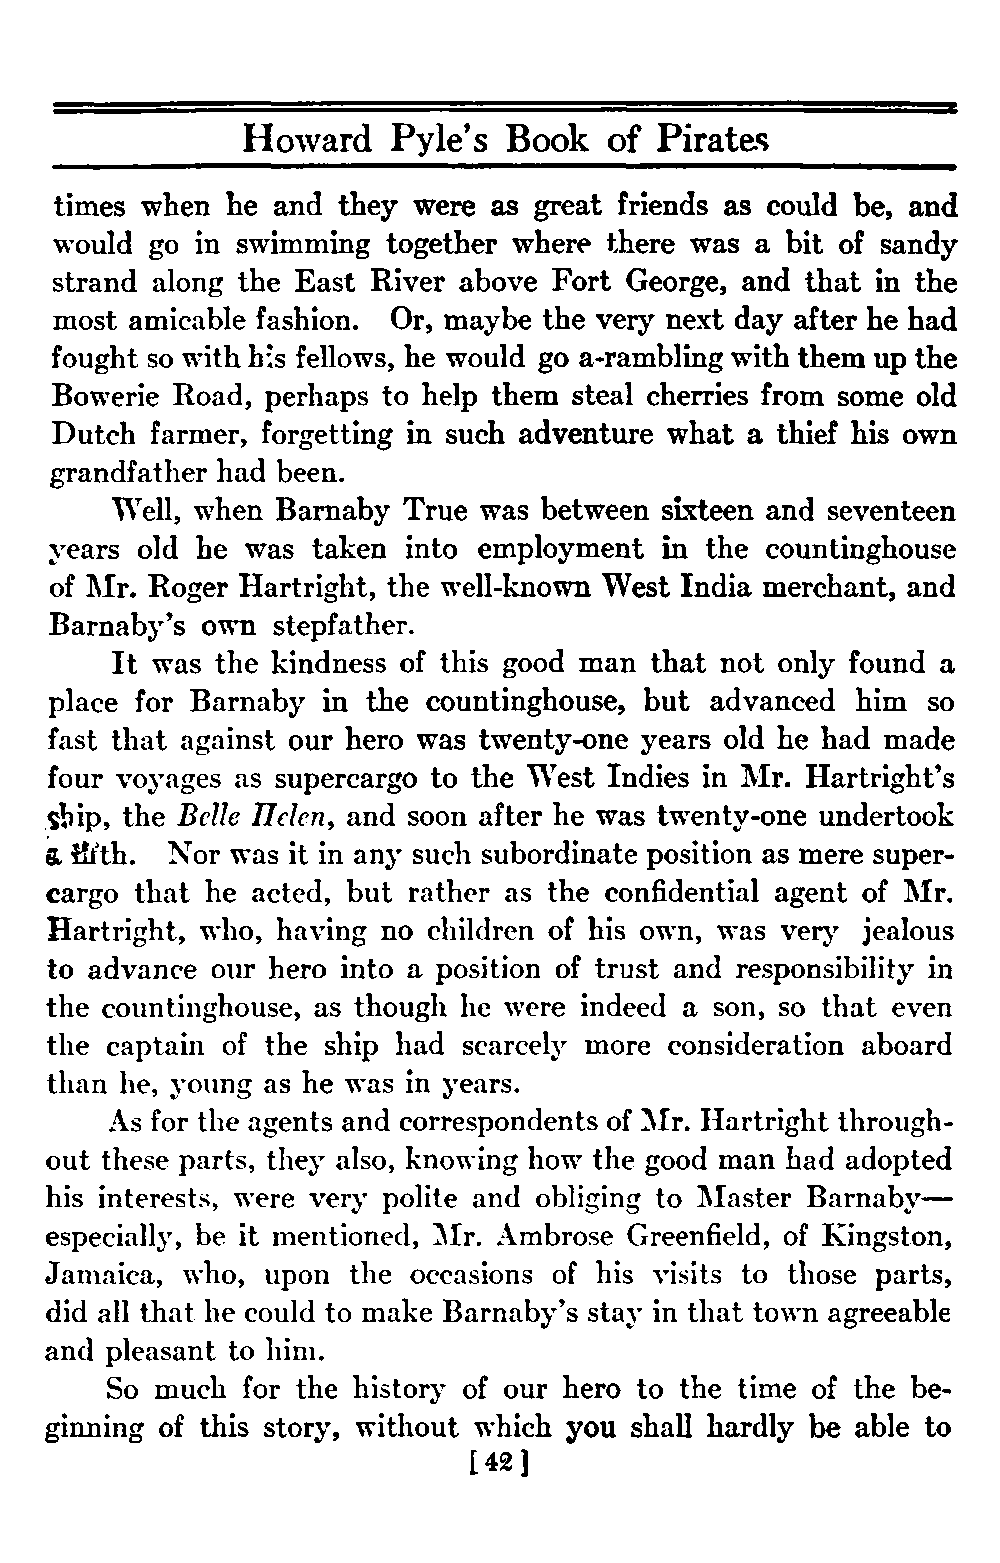 Howard Pyle's Book of Pirates
times when he and they were as great friends as could be, and
would go in swimming together where there was a bit of sandy
strand along the East River above Fort George, and that in the
most amicable fashion. Or, maybe the very next day after he had
fought so with his fellows, he would go a-rambling with them up the
Bowerie Road, perhaps to help them steal cherries from some old
Dutch farmer, forgetting in such adventure what a thief his own
grandfather had been.
Well, when Barnaby True was between sixteen and seventeen
years old he was taken into employment in the countinghouse
of Mr. Roger Hartright, the well-known West India merchant, and
Barnaby's own stepfather.
It was the kindness of this good man that not only found a
place for Barnaby in the countinghouse, but advanced him so
fast that against our hero was twenty-one years old he had made
four voyages as supercargo to the West Indies in Mr. Hartright's
ship, the Belle Helen, and soon after he was twenty-one undertook
a fifth. Nor was it in any such subordinate position as mere super-
cargo that he acted, but rather as the confidential agent of Mr.
Hartright, who, having no children of his own, was very jealous
to advance our hero into a position of trust and responsibility in
the countinghouse, as though he were indeed a son, so that even
the captain of the ship had scarcely more consideration aboard
than he, young as he was in years.
As for the agents and correspondents of Mr. Hartright through-
out these parts, they also, knowing how the good man had adopted
his interests, were very polite and obliging to Master Barnaby—
especially, be it mentioned, Mr. Ambrose Greenfield, of Kingston,
Jamaica, who, upon the occasions of his visits to those parts,
did all that he could to make Barnaby's stay in that town agreeable
and pleasant to him.
So much for the history of our hero to the time of the be-
ginning of this story, without which you shall hardly be able to
[42]